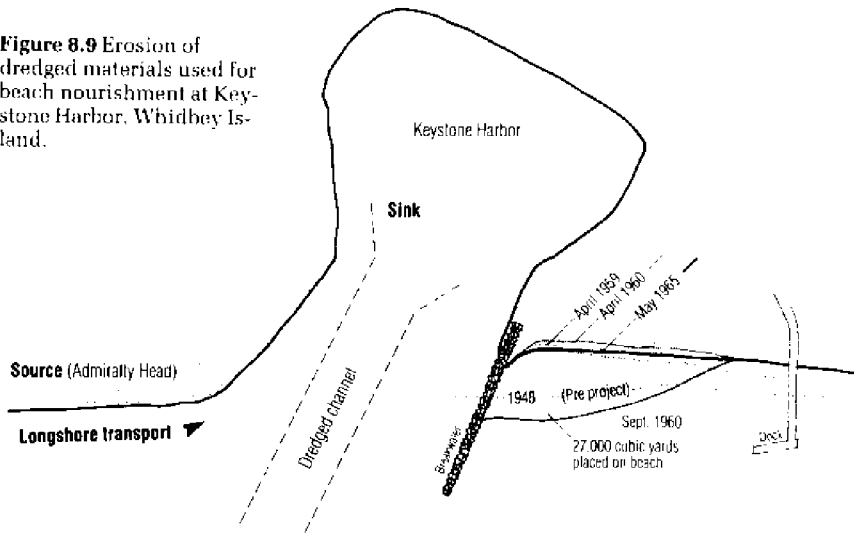 Figure 8.9 Erosion of
dredged materials used for
beach nourishment at Key-
stone Harbor, Whidbey Is-
land.
Keystone Harbor
Sink
April 1959
April 1960
May 1965
Source (Admiralty Head)
Longshore transport
Dredged channel
Breakwater
1948 (Pre project)
Sept. 1960
27,000 cubic yards
placed on beach
Dock